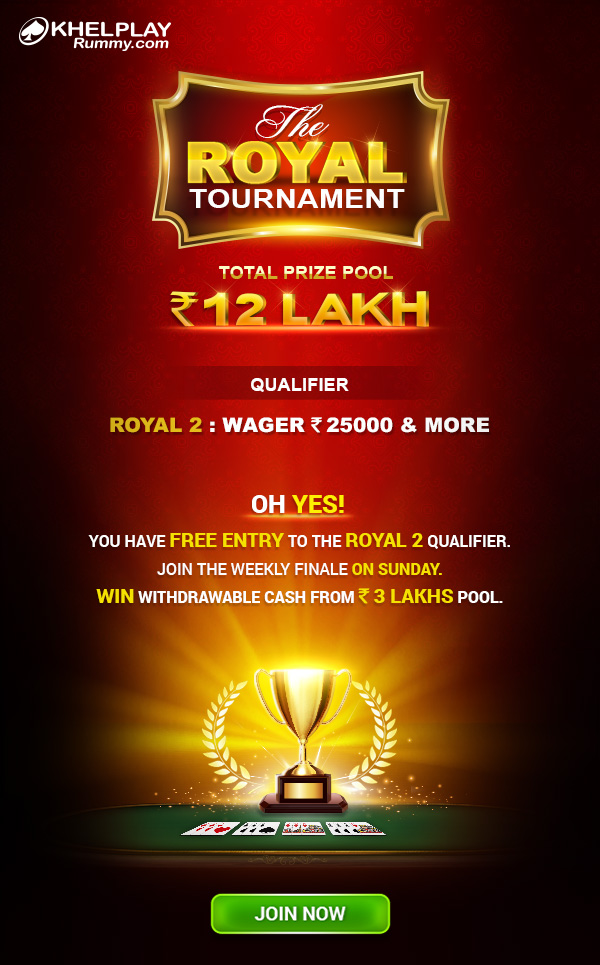 KHELPLAY
Rummy.com
The
ROYAL
TOURNAMENT
TOTAL PRIZE POOL
₹12 LAKH
QUALIFIER
ROYAL 2 : WAGER ₹ 25000 & MORE
OH YES!
YOU HAVE FREE ENTRY TO THE ROYAL 2 QUALIFIER.
JOIN THE WEEKLY FINALE ON SUNDAY.
WIN WITHDRAWABLE CASH FROM ₹ 3 LAKHS POOL.
JOIN NOW